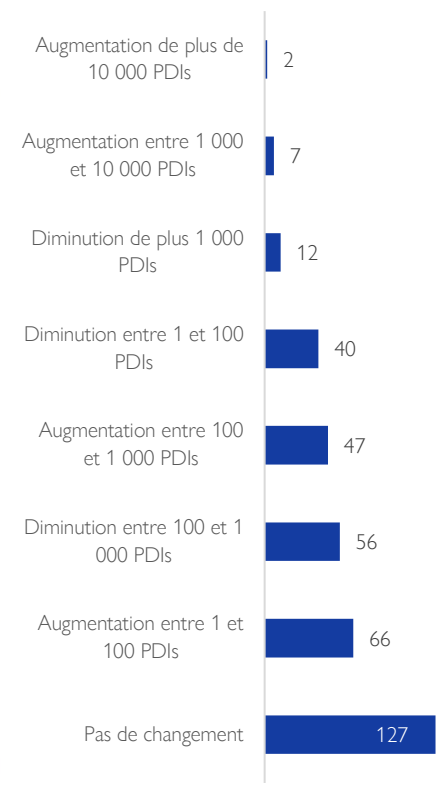 Augmentation de plus de
10 000 PDIs
2
Augmentation entre 1 000
et 10 000 PDIs
7
Diminution de plus 1 000
PDIs
12
Diminution entre 1 et 100
PDIs
40
Augmentation entre 100
et 1 000 PDIs
47
Diminution entre 100 et 1
000 PDIs
56
Augmentation entre 1 et
100 PDIs
66
Pas de changement
127